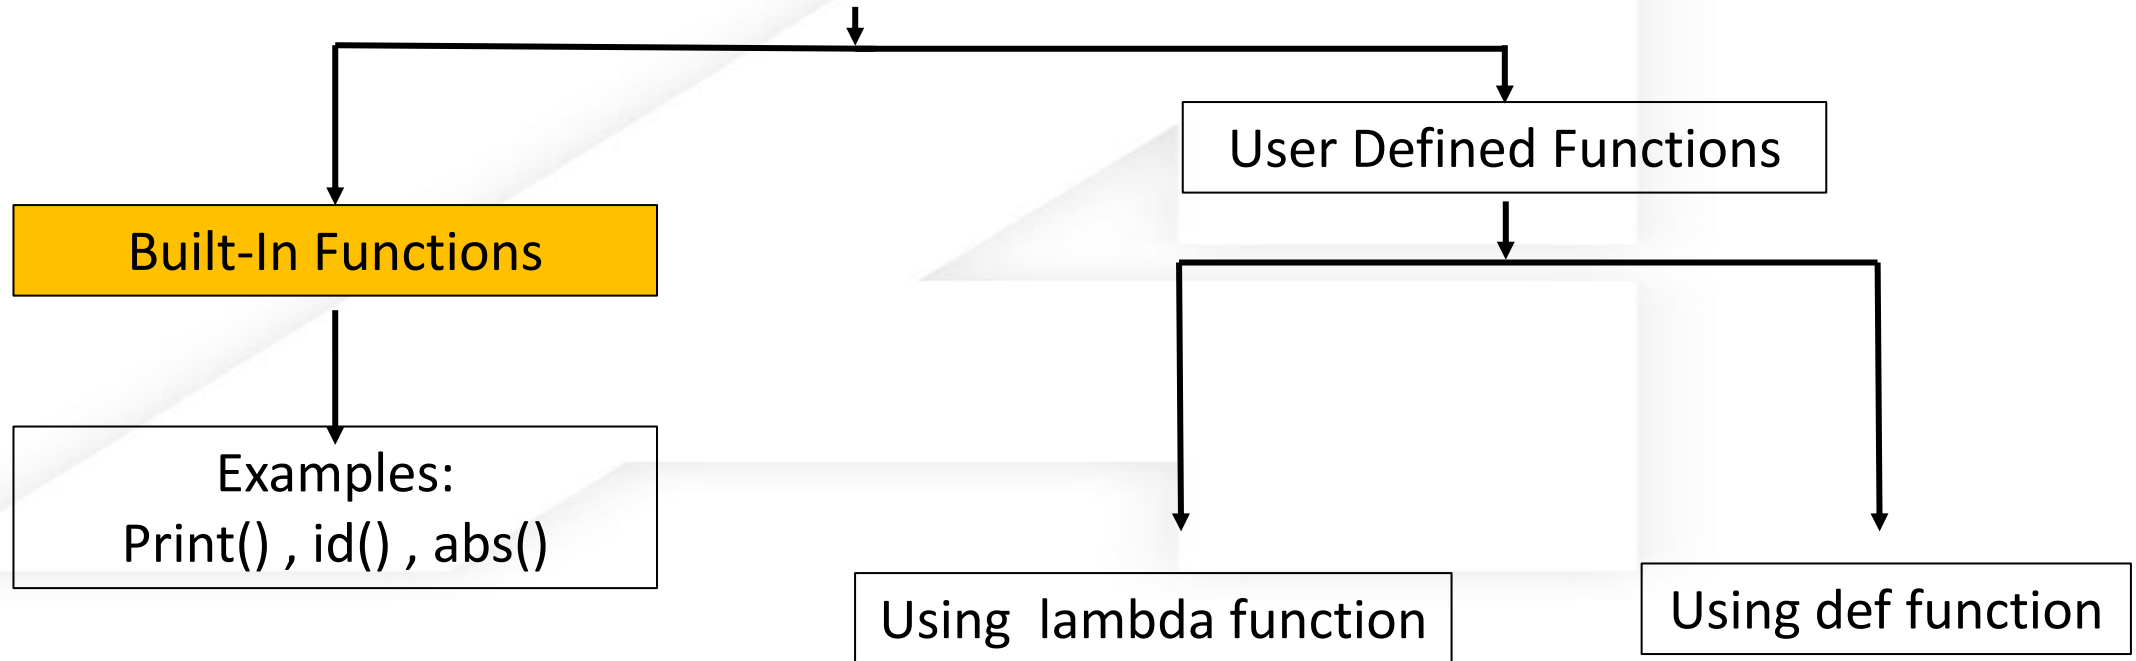 User Defined Functions
Built-In Functions
Examples:
Print() , id() , abs()
Using  lambda function
Using def function